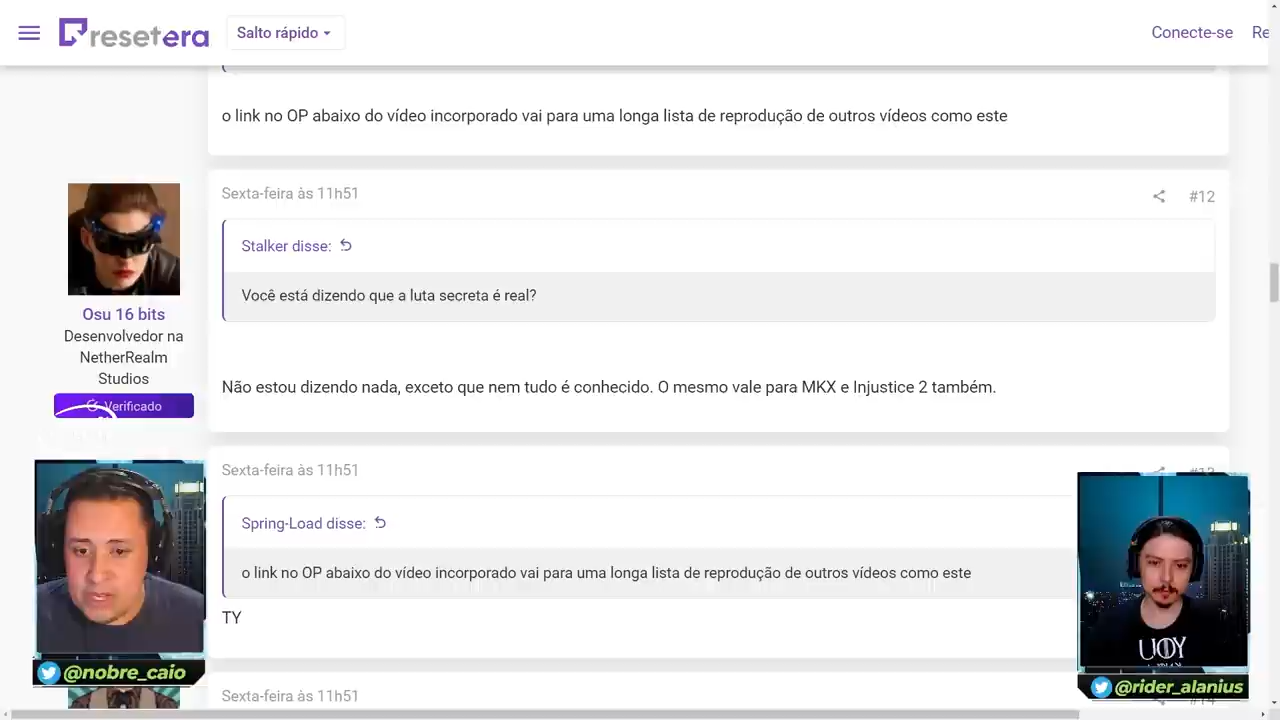 resetera
Salto rápido
Conecte-se
Re
o link no OP abaixo do vídeo incorporado vai para uma longa lista de reprodução de outros vídeos como este
Sexta-feira às 11h51
#12
Stalker disse:
Você está dizendo que a luta secreta é real?
Osu 16 bits
Desenvolvedor na
NetherRealm
Studios
Verificado
Não estou dizendo nada, exceto que nem tudo é conhecido. O mesmo vale para MKX e Injustice 2 também.
Sexta-feira às 11h51
#13
Spring-Load disse:
o link no OP abaixo do vídeo incorporado vai para uma longa lista de reprodução de outros vídeos como este
TY
@nobre_caio
@rider_alanius
Sexta-feira às 11h51
#14